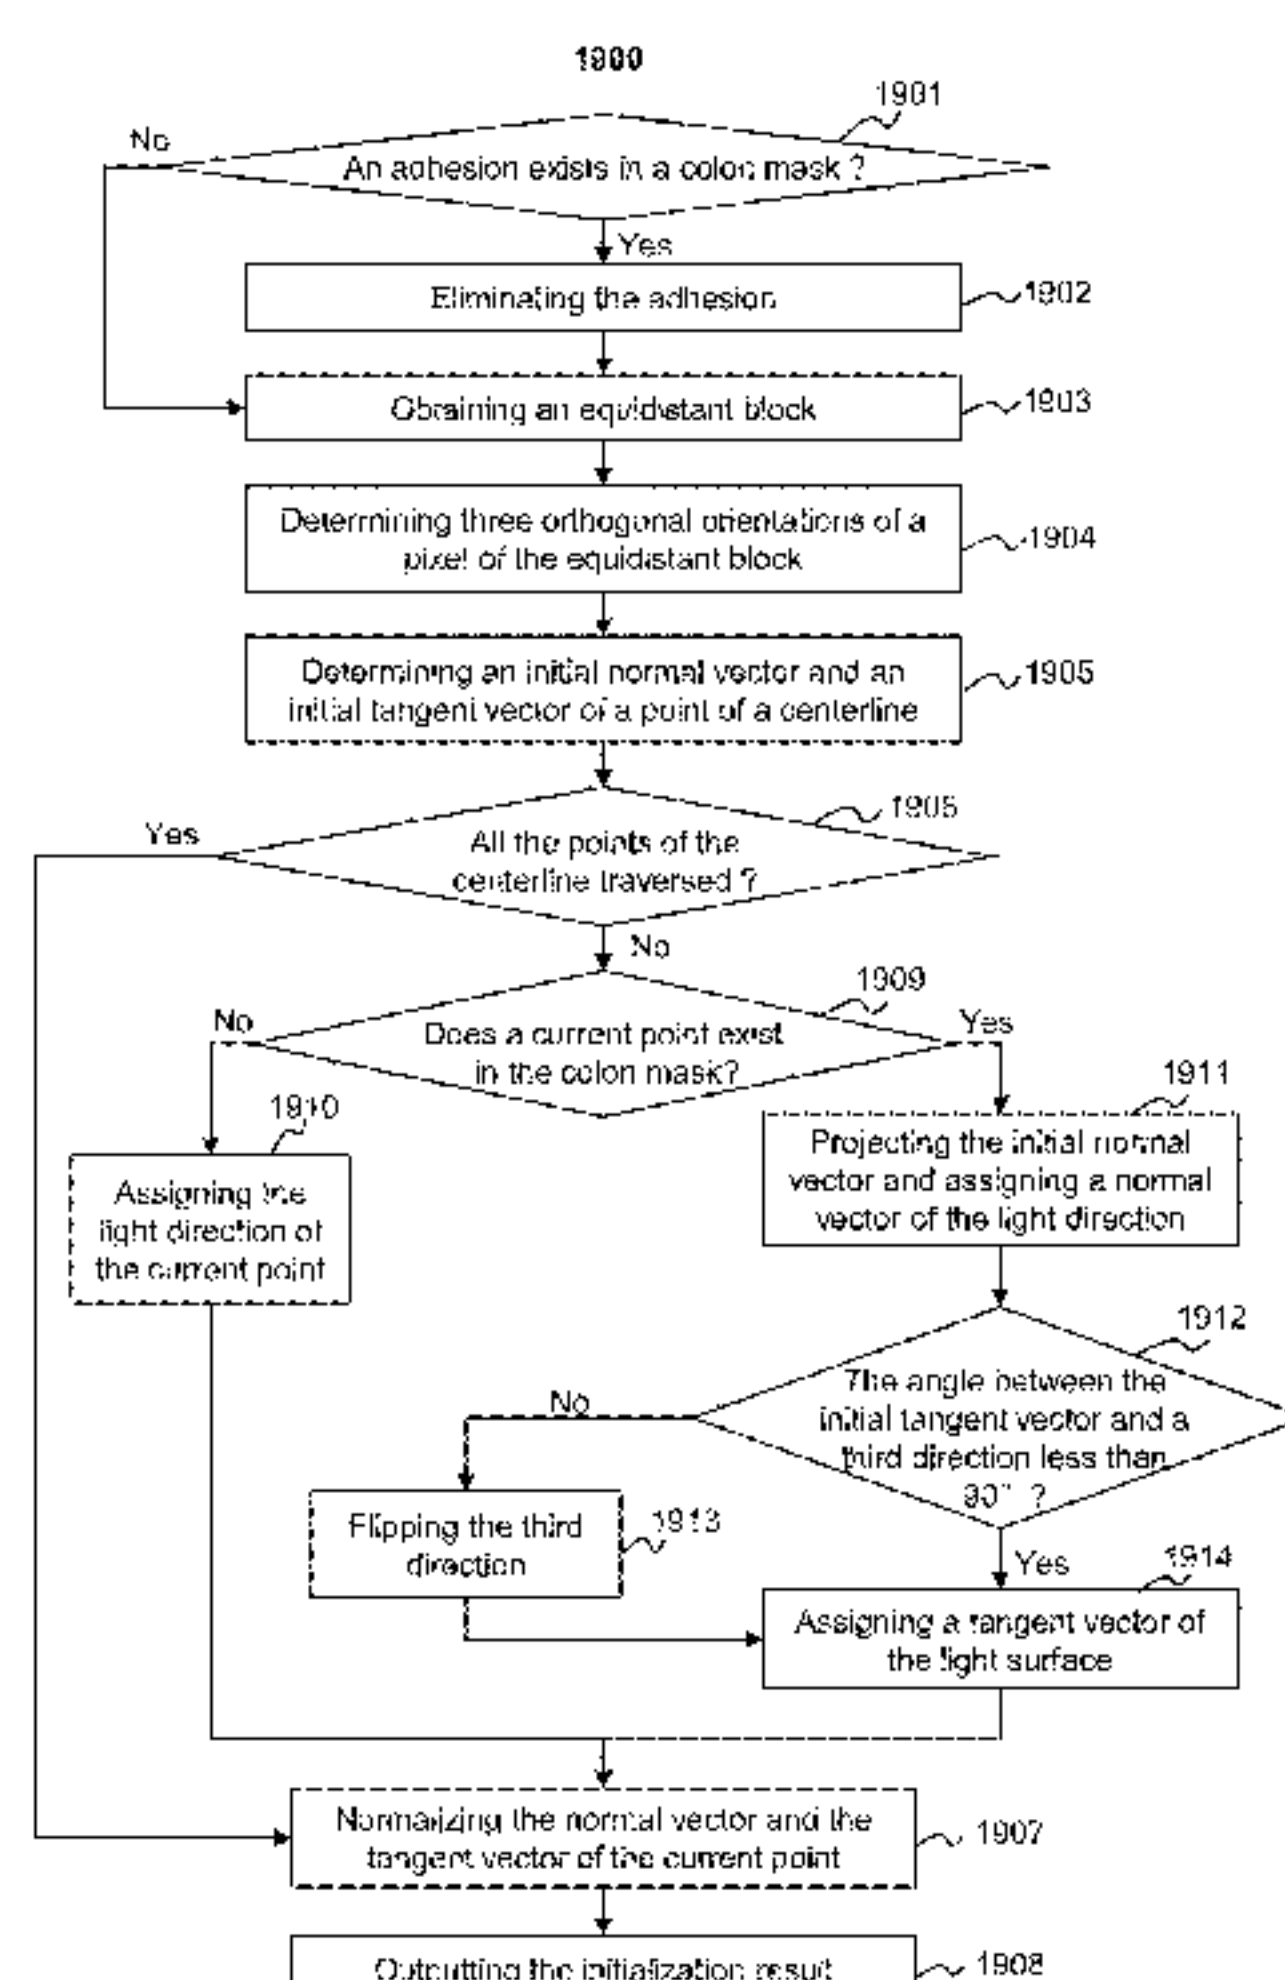 1900
1901
No
An adhesion exists in a colon mask ?
Yes
Eliminating the adhesion
1902
Obtaining an equidistant block
1903
Determining three orthogonal orientations of a
pixel of the equidistant block
1904
Determining an initial normal vector and an
initial tangent vector of a point of a centerline
1905
1906
Yes
All the points of the
centerline traversed ?
No
1909
No
Does a current point exist
in the colon mask?
Yes
1910
1911
Assigning the
light direction of
the current point
Projecting the initial normal
vector and assigning a normal
vector of the light direction
1912
No
The angle between the
initial tangent vector and a
third direction less than
90° ?
Flipping the third
direction
1913
Yes
1914
Assigning a tangent vector of
the light surface
Normalizing the normal vector and the
tangent vector of the current point
1907
Outputting the initialization result
1908